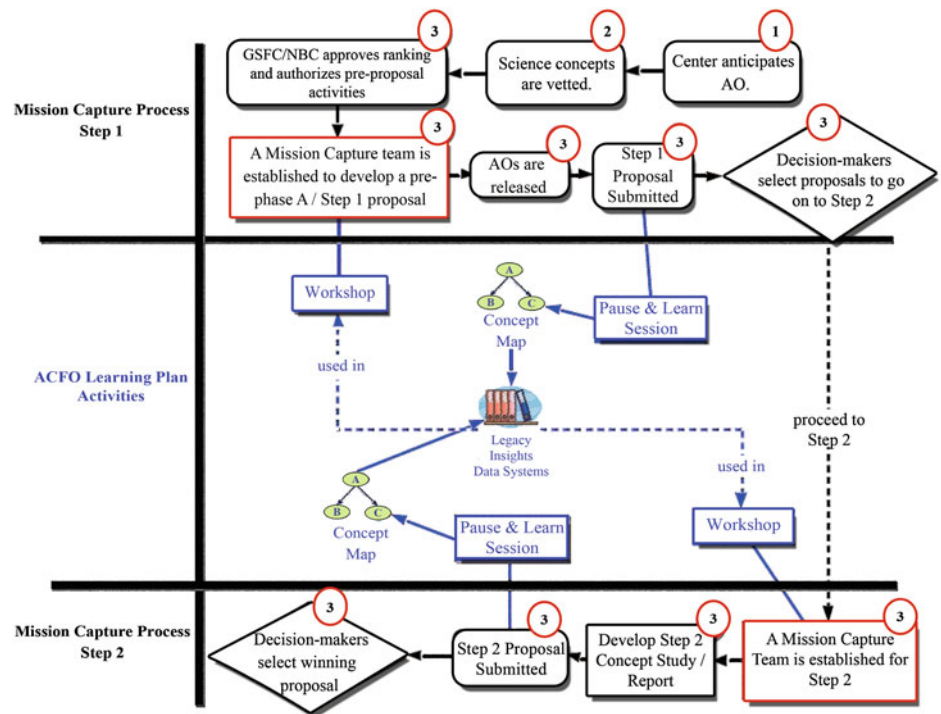 3
2
1
GSFC/NBC approves ranking
and authorizes pre-proposal
activities
Science concepts
are vetted.
Center anticipates
AO.
Mission Capture Process
Step 1
3
3
3
3
A Mission Capture team is
established to develop a pre-
phase A / Step 1 proposal
AOs are
released
Step 1
Proposal
Submitted
Decision-makers
select proposals to go
on to Step 2
Workshop
A
B
C
Concept
Map
Pause & Learn
Session
used in
ACFO Learning Plan
Activities
Legacy
Insights
Data Systems
proceed to
Step 2
used in
A
B
C
Concept
Map
Pause & Learn
Session
Workshop
Mission Capture Process
Step 2
3
3
3
3
Decision-makers
select winning
proposal
Step 2 Proposal
Submitted
Develop Step 2
Concept Study /
Report
A Mission Capture
Team is established for
Step 2